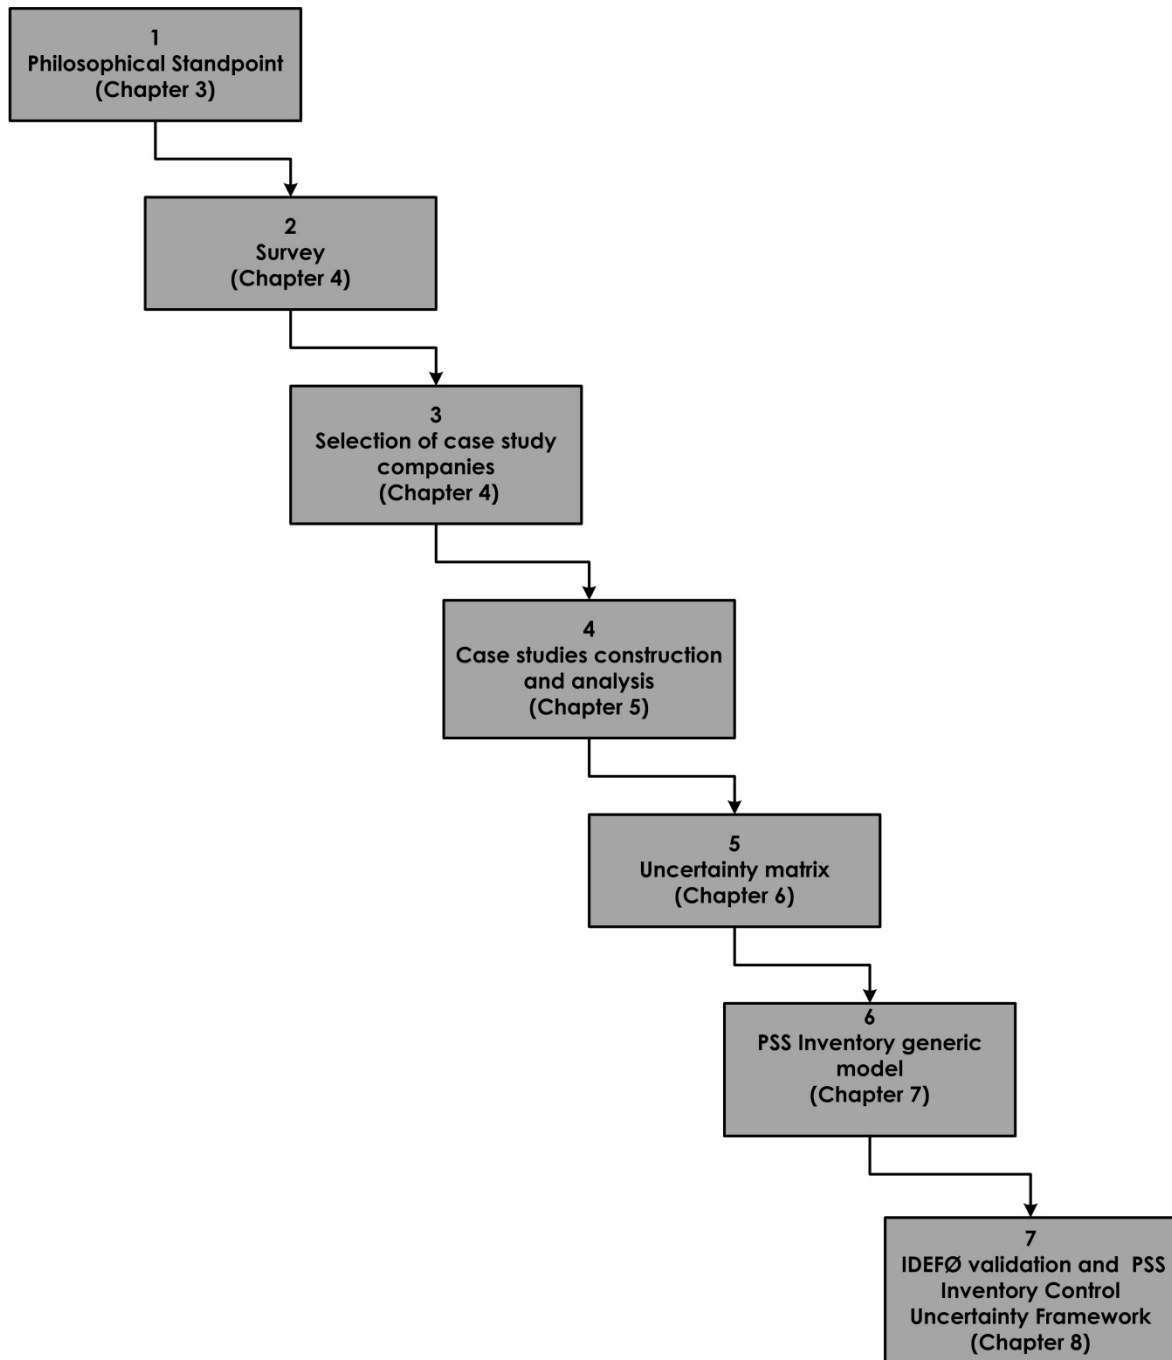 1
Philosophical Standpoint
(Chapter 3)
2
Survey
(Chapter 4)
3
Selection of case study
companies
(Chapter 4)
4
Case studies construction
and analysis
(Chapter 5)
5
Uncertainty matrix
(Chapter 6)
6
PSS Inventory generic
model
(Chapter 7)
7
IDEFØ validation and PSS
Inventory Control
Uncertainty Framework
(Chapter 8)